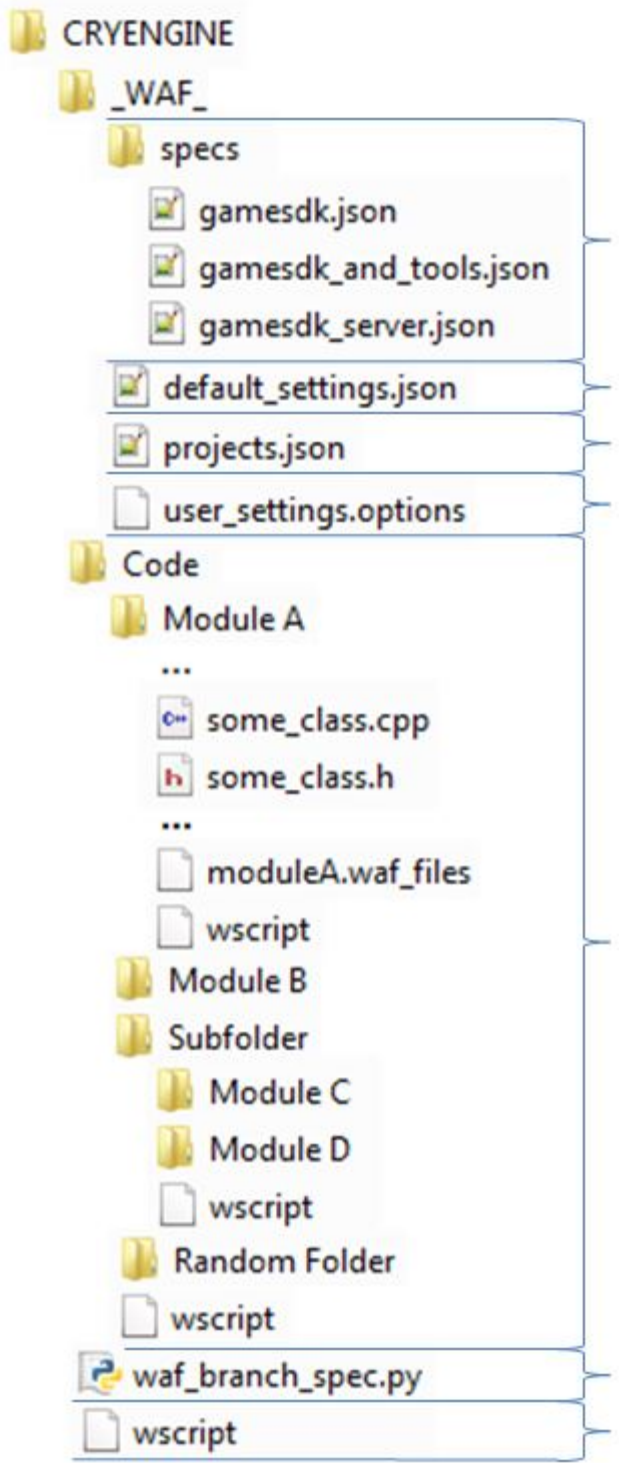 CRYENGINE
_WAF_
specs
gamesdk.json
gamesdk_and_tools.json
gamesdk_server.json
default_settings.json
projects.json
user_settings.options
Code
Module A
...
some_class.cpp
some_class.h
...
moduleA.waf_files
wscript
Module B
Subfolder
Module C
Module D
wscript
Random Folder
wscript
waf_branch_spec.py
wscript